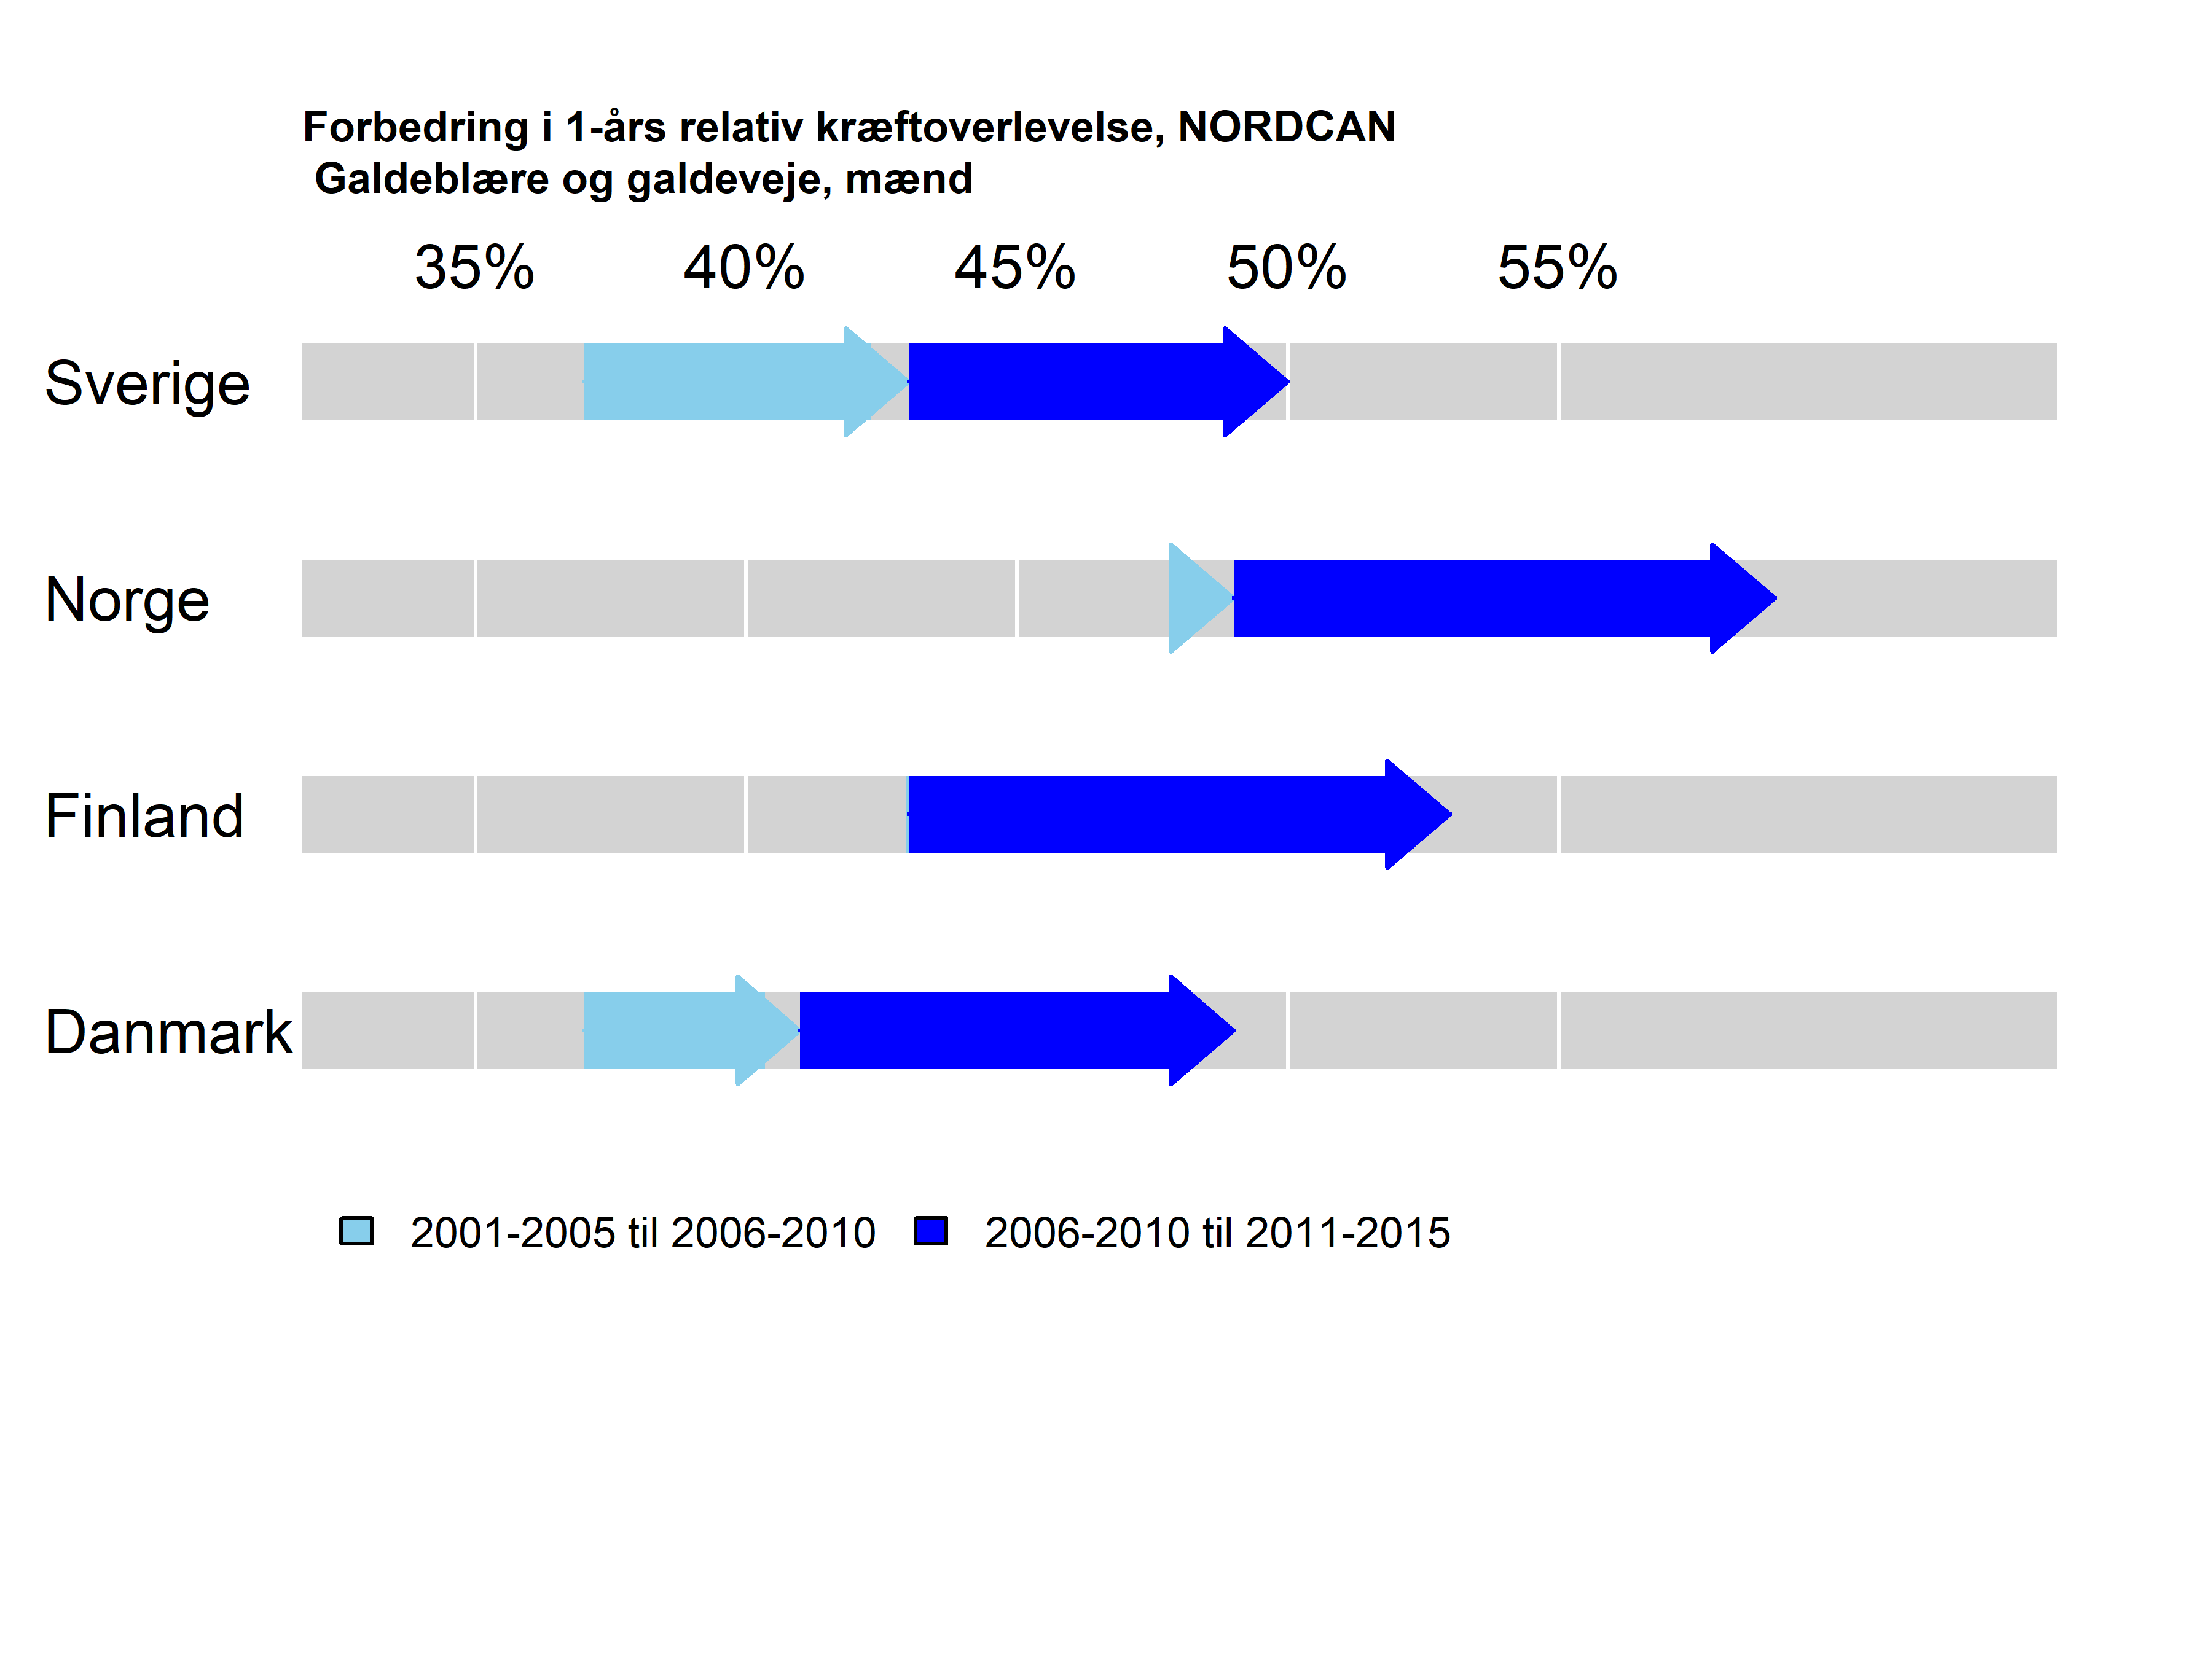 Forbedring i 1-års relativ kræftoverlevelse, NORDCAN
Galdeblære og galdeveje, mænd
35% 40% 45% 50% 55%
Sverige
Norge
Finland
Danmark
2001-2005 til 2006-2010 2006-2010 til 2011-2015